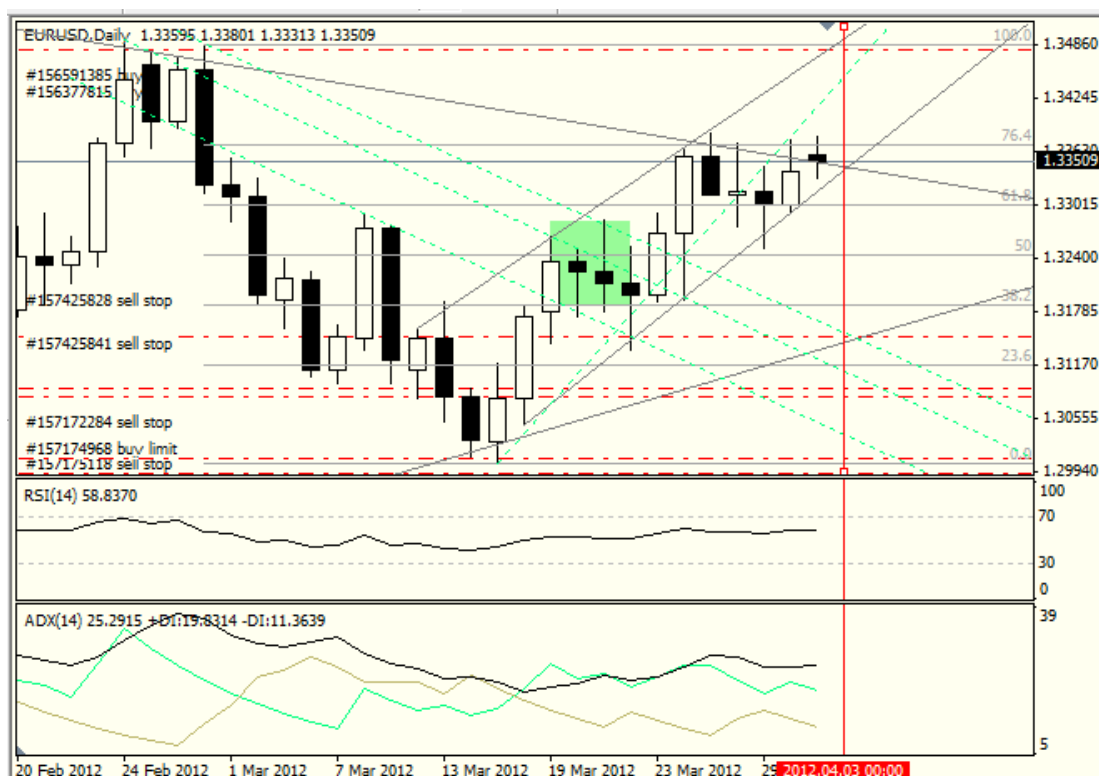 EURUSD,Daily 1.33595 1.33801 1.33313 1.33509
100.0
1.34860
#156591385 buy
#156377815
1.34245
76.4
1.33630
1.33509
61.8
1.33015
50
1.32400
38.2
#157425828 sell stop
1.31785
#157425841 sell stop
23.6
1.31170
1.30555
#157172284 sell stop
#157174968 buy limit
0.0
#157175118 sell stop
1.29940
RSI(14) 58.8370
100
70
30
0
ADX(14) 25.2915 +DI:19.8314 -DI:11.3639
39
5
20 Feb 2012 24 Feb 2012 1 Mar 2012 7 Mar 2012 13 Mar 2012 19 Mar 2012 23 Mar 2012 29 2012.04.03 00:00